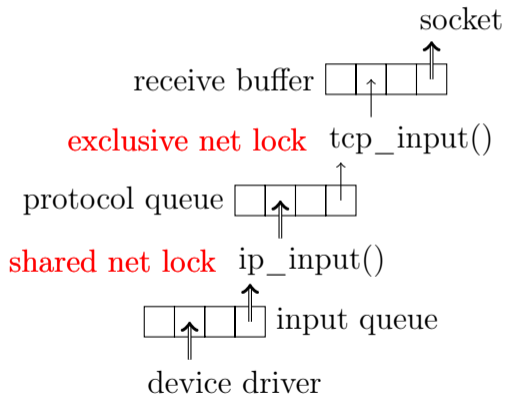 socket
receive buffer
exclusive net lock tcp_input()
protocol queue
shared net lock ip_input()
input queue
device driver